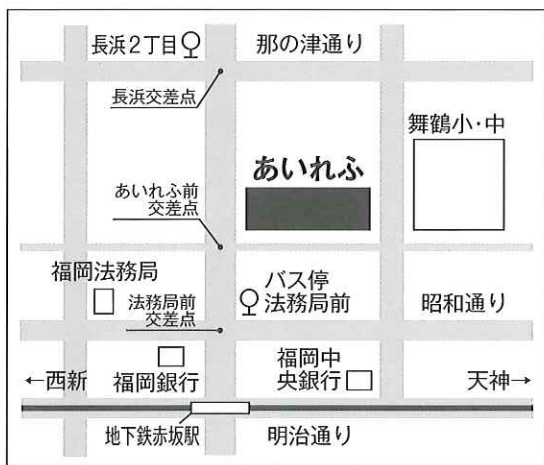 長浜2丁目
那の津通り
長浜交差点
舞鶴小・中
あいれふ
あいれふ前
交差点
福岡法務局
バス停
法務局前
法務局前
交差点
昭和通り
←西新
福岡銀行
福岡中
央銀行
天神→
地下鉄赤坂駅
明治通り